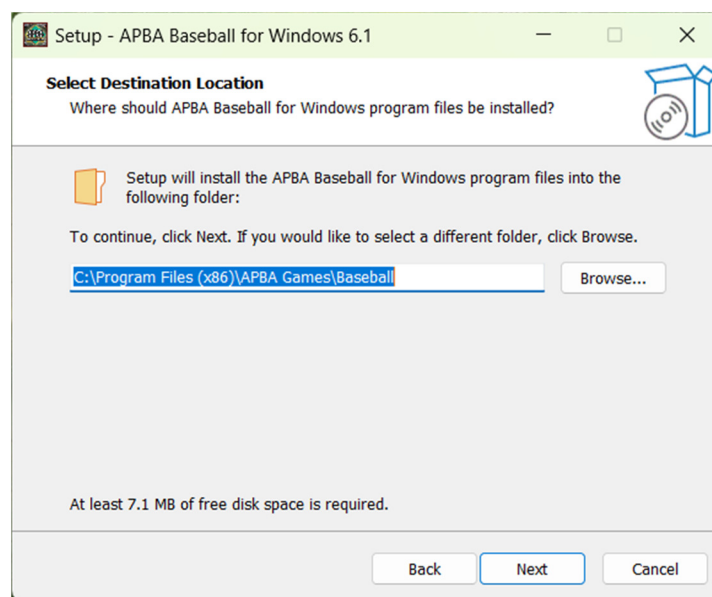 Setup - APBA Baseball for Windows 6.1
Select Destination Location
Where should APBA Baseball for Windows program files be installed?
Setup will install the APBA Baseball for Windows program files into the
following folder:
To continue, click Next. If you would like to select a different folder, click Browse.
C:\Program Files (x86)\APBA Games\Baseball
Browse...
At least 7.1 MB of free disk space is required.
Back
Next
Cancel